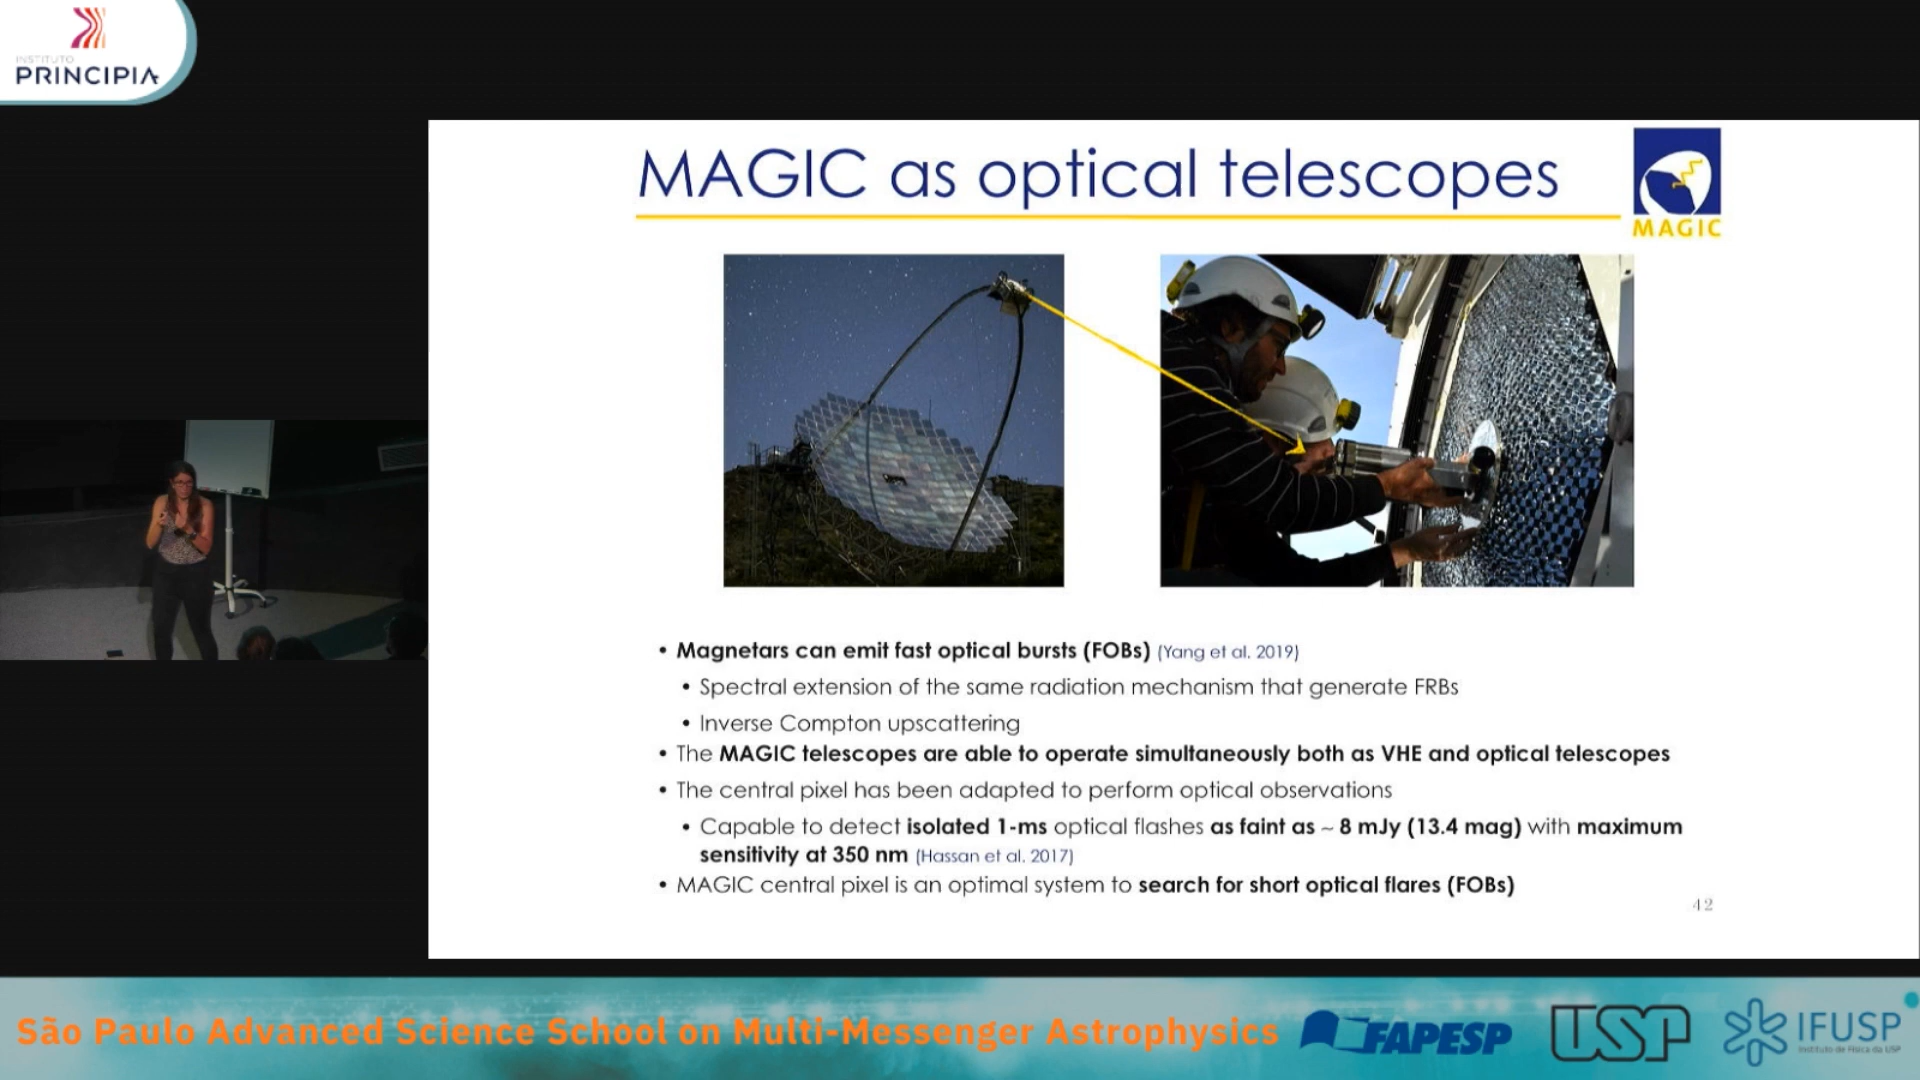 INSTITUTO
PRINCIPIA
MAGIC as optical telescopes
MAGIC
• Magnetars can emit fast optical bursts (FOBs) (Yang et al. 2019)
• Spectral extension of the same radiation mechanism that generate FRBs
• Inverse Compton upscattering
• The MAGIC telescopes are able to operate simultaneously both as VHE and optical telescopes
• The central pixel has been adapted to perform optical observations
• Capable to detect isolated 1-ms optical flashes as faint as ~ 8 mJy (13.4 mag) with maximum
sensitivity at 350 nm (Hassan et al. 2017)
• MAGIC central pixel is an optimal system to search for short optical flares (FOBs)
42
São Paulo Advanced Science School on Multi-Messenger Astrophysics
FAPESP
USP
IFUSP
Instituto de Física da USP